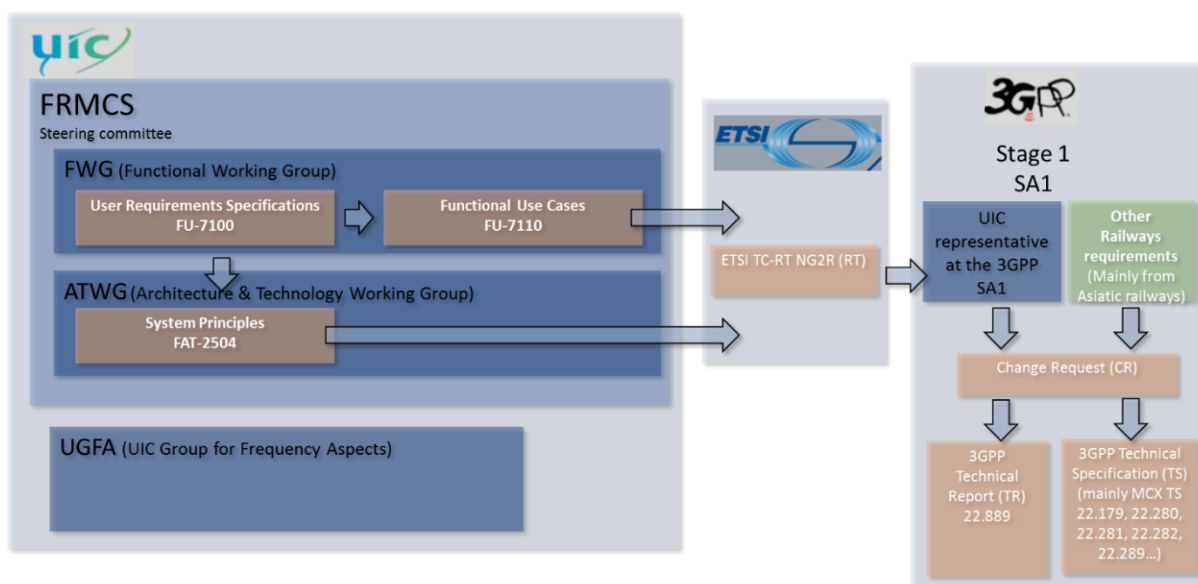 uic
FRMCS
Steering committee
FWG (Functional Working Group)
User Requirements Specifications
FU-7100
Functional Use Cases
FU-7110
ATWG (Architecture & Technology Working Group)
System Principles
FAT-2504
UGFA (UIC Group for Frequency Aspects)
ETSI
ETSI TC-RT NG2R (RT)
3GPP
Stage 1
SA1
UIC
representative
at the 3GPP
SA1
Other
Railways
requirements
(Mainly from
Asiatic railways)
Change Request (CR)
3GPP
Technical
Report (TR)
22.889
3GPP Technical
Specification (TS)
(mainly MCX TS
22.179, 22.280,
22.281, 22.282,
22.289...)